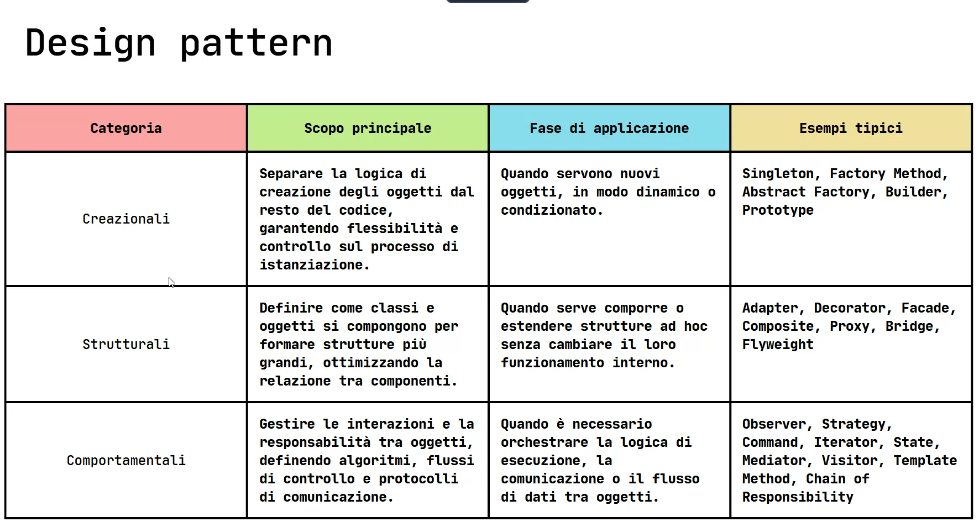 Design pattern
Categoria
Scopo principale
Fase di applicazione
Esempi tipici
Creazionali
Separare la logica di
creazione degli oggetti dal
resto del codice,
garantendo flessibilità e
controllo sul processo di
istanziazione.
Quando servono nuovi
oggetti, in modo dinamico o
condizionato.
Singleton, Factory Method,
Abstract Factory, Builder,
Prototype
Strutturali
Definire come classi e
oggetti si compongono per
formare strutture più
grandi, ottimizzando la
relazione tra componenti.
Quando serve comporre o
estendere strutture ad hoc
senza cambiare il loro
funzionamento interno.
Adapter, Decorator, Facade,
Composite, Proxy, Bridge,
Flyweight
Comportamentali
Gestire le interazioni e la
responsabilità tra oggetti,
definendo algoritmi, flussi
di controllo e protocolli
di comunicazione.
Quando è necessario
orchestrare la logica di
esecuzione, la
comunicazione o il flusso
di dati tra oggetti.
Observer, Strategy,
Command, Iterator, State,
Mediator, Visitor, Template
Method, Chain of
Responsibility